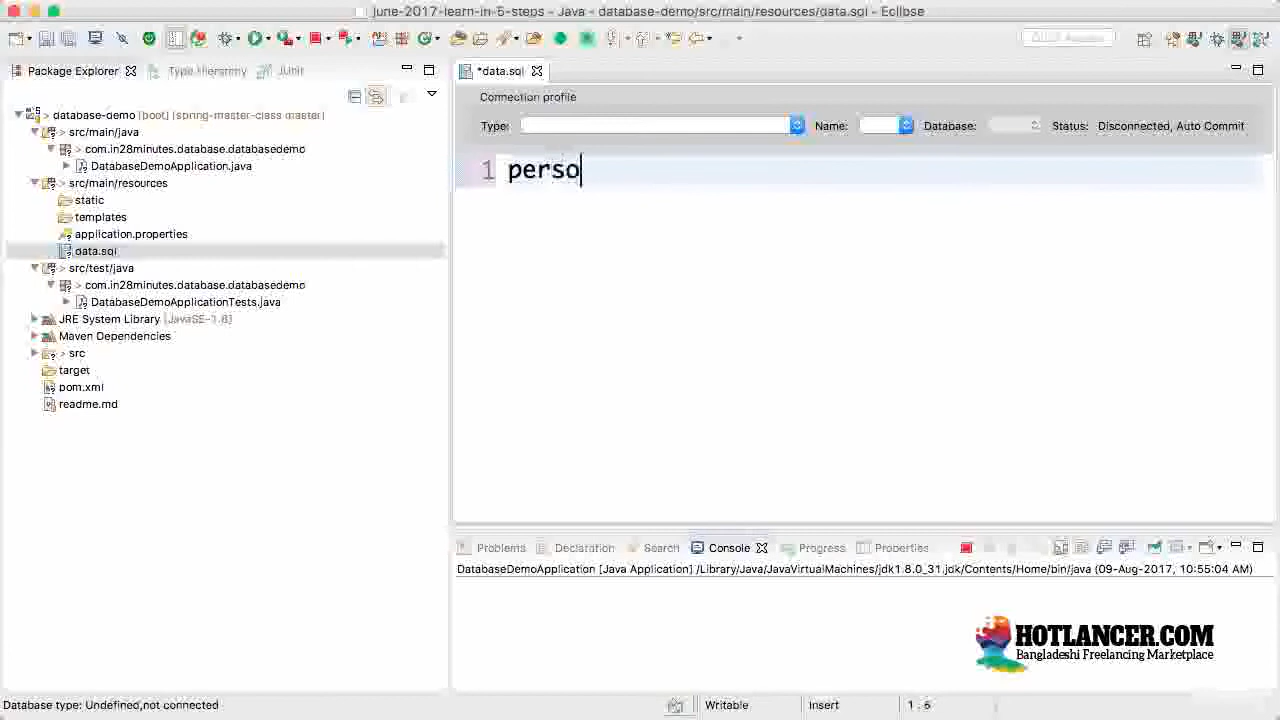 june-2017-learn-in-5-steps - Java - database-demo/src/main/resources/data.sql - Eclipse
Package Explorer
Type Hierarchy
JUnit
*data.sql
Connection profile
Type:
Name:
Database:
Status:
Disconnected, Auto Commit
1 perso
> database-demo [boot] [spring-master-class master]
> src/main/java
> com.in28minutes.database.databasedemo
DatabaseDemoApplication.java
> src/main/resources
static
templates
application.properties
data.sql
> src/test/java
> com.in28minutes.database.databasedemo
DatabaseDemoApplicationTests.java
JRE System Library [JavaSE-1.8]
Maven Dependencies
> src
target
pom.xml
readme.md
Problems
Declaration
Search
Console
Progress
Properties
DatabaseDemoApplication [Java Application] /Library/Java/JavaVirtualMachines/jdk1.8.0_31.jdk/Contents/Home/bin/java (09-Aug-2017, 10:55:04 AM)
HOTLANCER.COM
Bangladeshi Freelancing Marketplace
Database type: Undefined,not connected
Writable
Insert
1 : 6